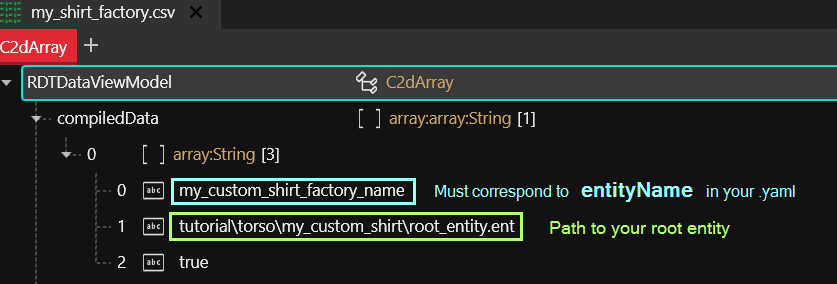 my_shirt_factory.csv
C2dArray
RDTDataViewModel C2dArray
compiledData [ ] array:array:String [1]
0 [ ] array:String [3]
0 abc my_custom_shirt_factory_name Must correspond to entityName in your .yaml
1 abc tutorial\torso\my_custom_shirt\root_entity.ent Path to your root entity
2 abc true